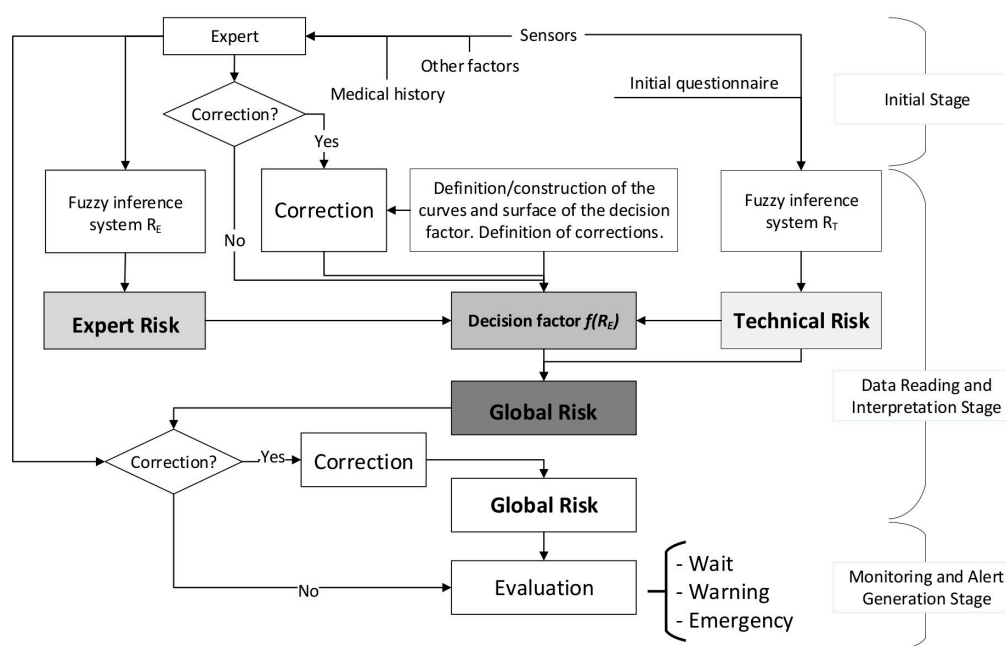 Expert
Sensors
Other factors
Medical history
Initial questionnaire
Initial Stage
Correction?
Yes
Fuzzy inference
system RE
No
Correction
Definition/construction of the
curves and surface of the decision
factor. Definition of corrections.
Fuzzy inference
system RT
Expert Risk
Decision factor f(RE)
Technical Risk
Global Risk
Data Reading and
Interpretation Stage
Correction?
Yes
Correction
Global Risk
No
Evaluation
- Wait
- Warning
- Emergency
Monitoring and Alert
Generation Stage